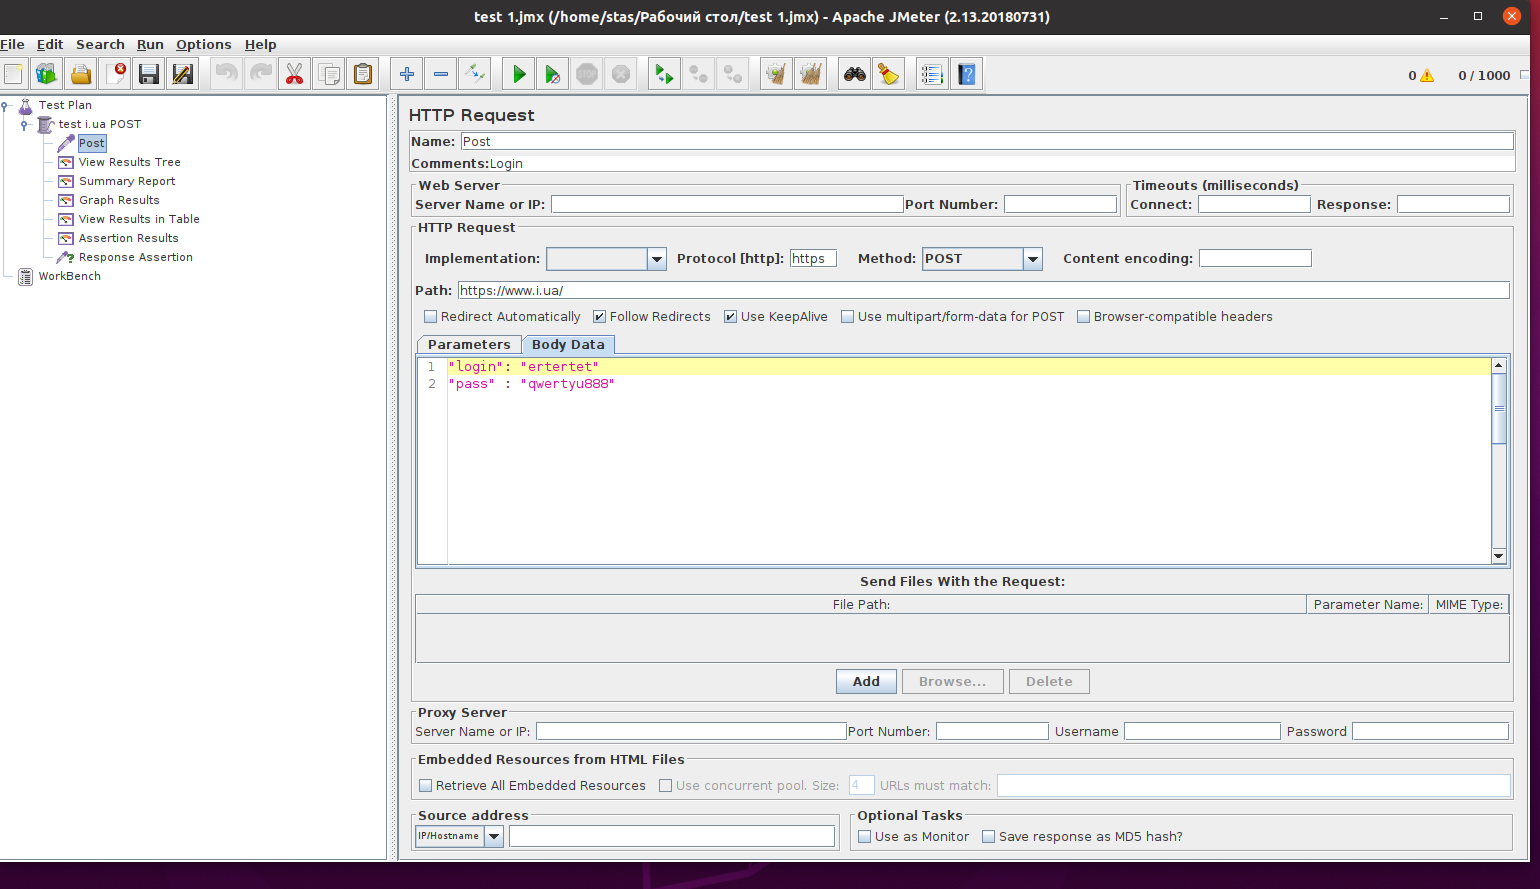 test 1.jmx (/home/stas/Рабочий стол/test 1.jmx) - Apache JMeter (2.13.20180731)
File Edit Search Run Options Help
STOP
0 0 / 1000
Test Plan
test i.ua POST
Post
View Results Tree
Summary Report
Graph Results
View Results in Table
Assertion Results
Response Assertion
WorkBench
HTTP Request
Name: Post
Comments: Login
Web Server
Server Name or IP: Port Number:
Timeouts (milliseconds)
Connect: Response:
HTTP Request
Implementation: Protocol [http]: https Method: POST Content encoding:
Path: https://www.i.ua/
Redirect Automatically Follow Redirects Use KeepAlive Use multipart/form-data for POST Browser-compatible headers
Parameters Body Data
1 "login": "ertertet"
2 "pass" : "qwertyu888"
Send Files With the Request:
File Path: Parameter Name: MIME Type:
Add Browse... Delete
Proxy Server
Server Name or IP: Port Number: Username Password
Embedded Resources from HTML Files
Retrieve All Embedded Resources Use concurrent pool. Size: 4 URLs must match:
Source address
IP/Hostname
Optional Tasks
Use as Monitor Save response as MD5 hash?